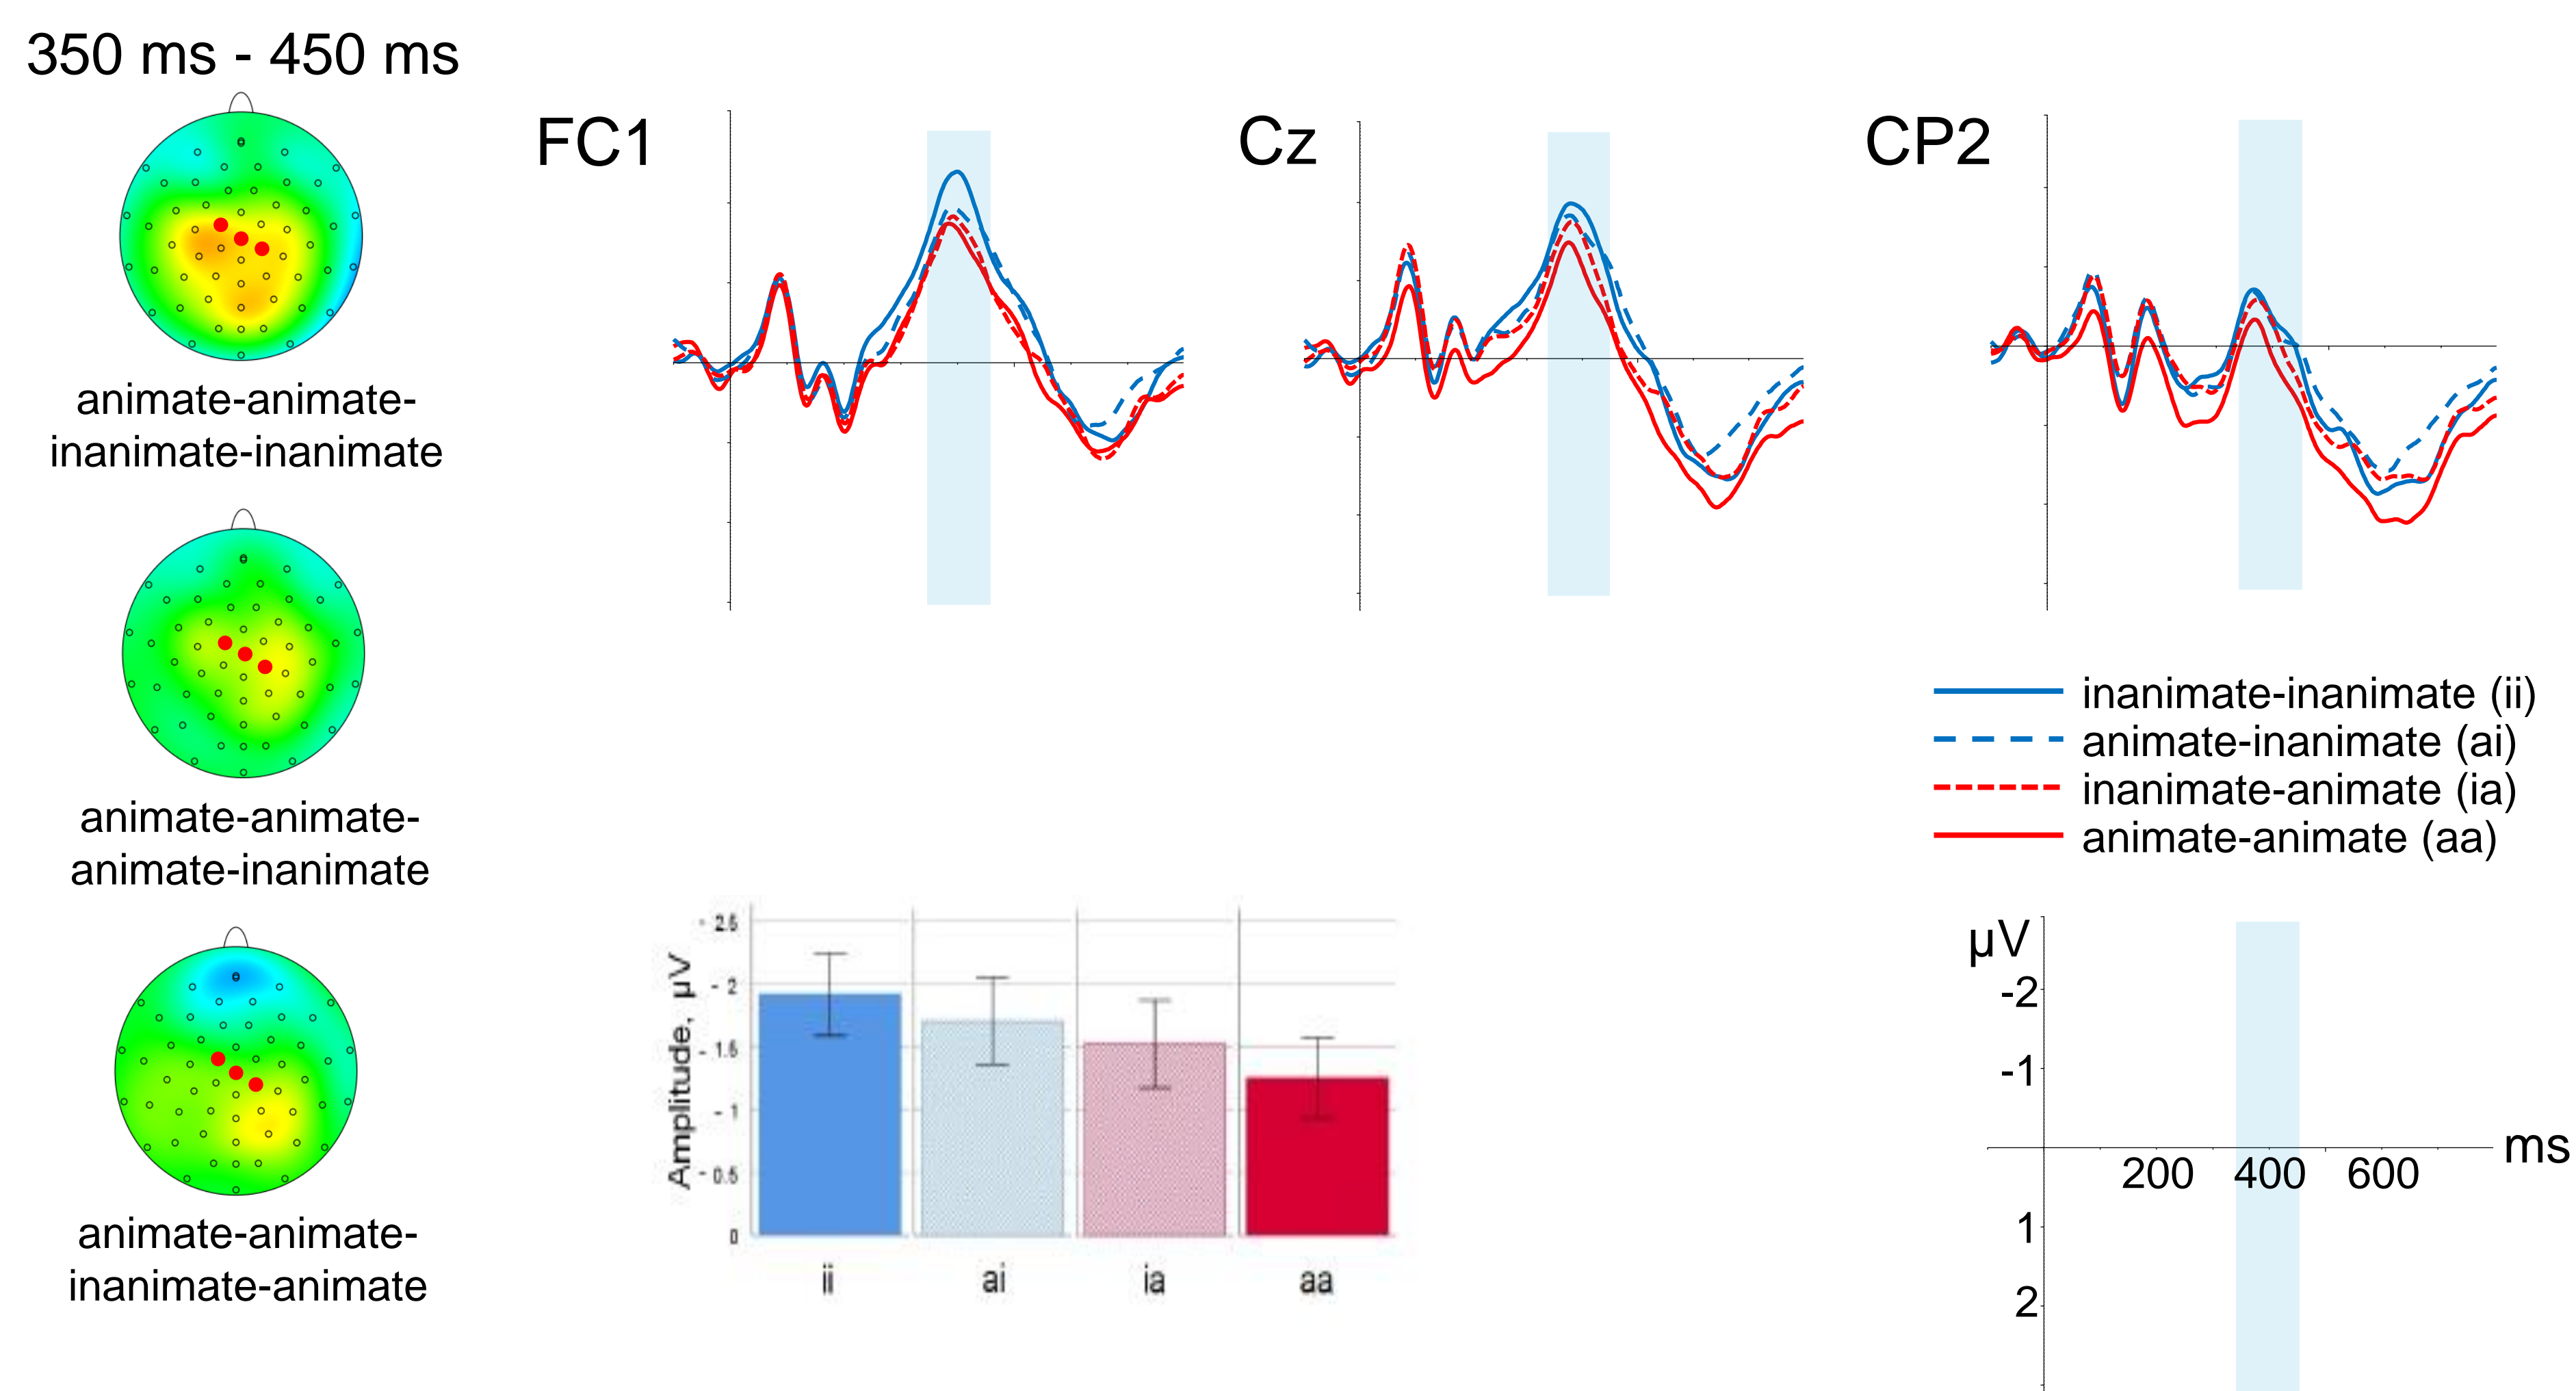 350 ms - 450 ms
animate-animate-
inanimate-inanimate
animate-animate-
animate-inanimate
animate-animate-
inanimate-animate
FC1
Cz
CP2
inanimate-inanimate (ii)
animate-inanimate (ai)
inanimate-animate (ia)
animate-animate (aa)
Amplitude, µV
- 2.5
- 2
- 1.5
- 1
- 0.5
0
ii
ai
ia
aa
µV
-2
-1
1
2
200
400
600
ms